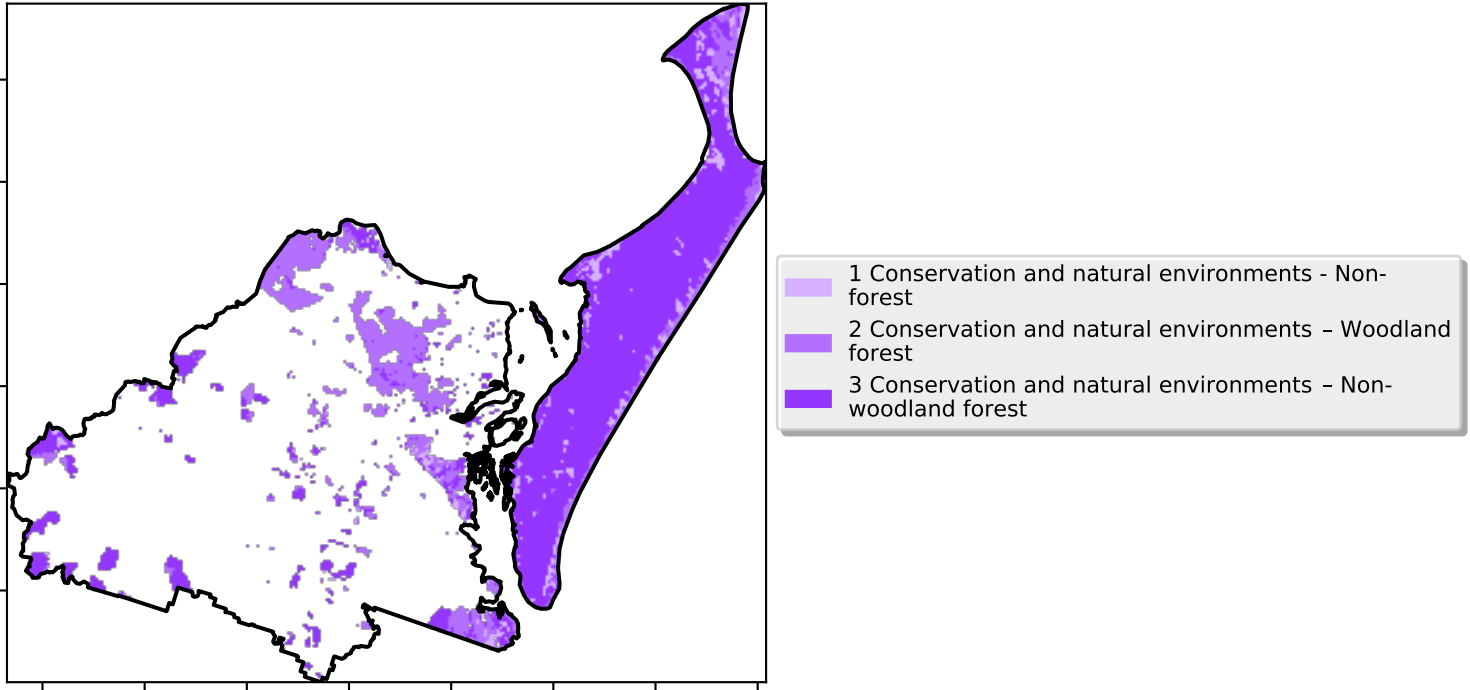 1 Conservation and natural environments - Non-
forest
2 Conservation and natural environments – Woodland
forest
3 Conservation and natural environments – Non-
woodland forest